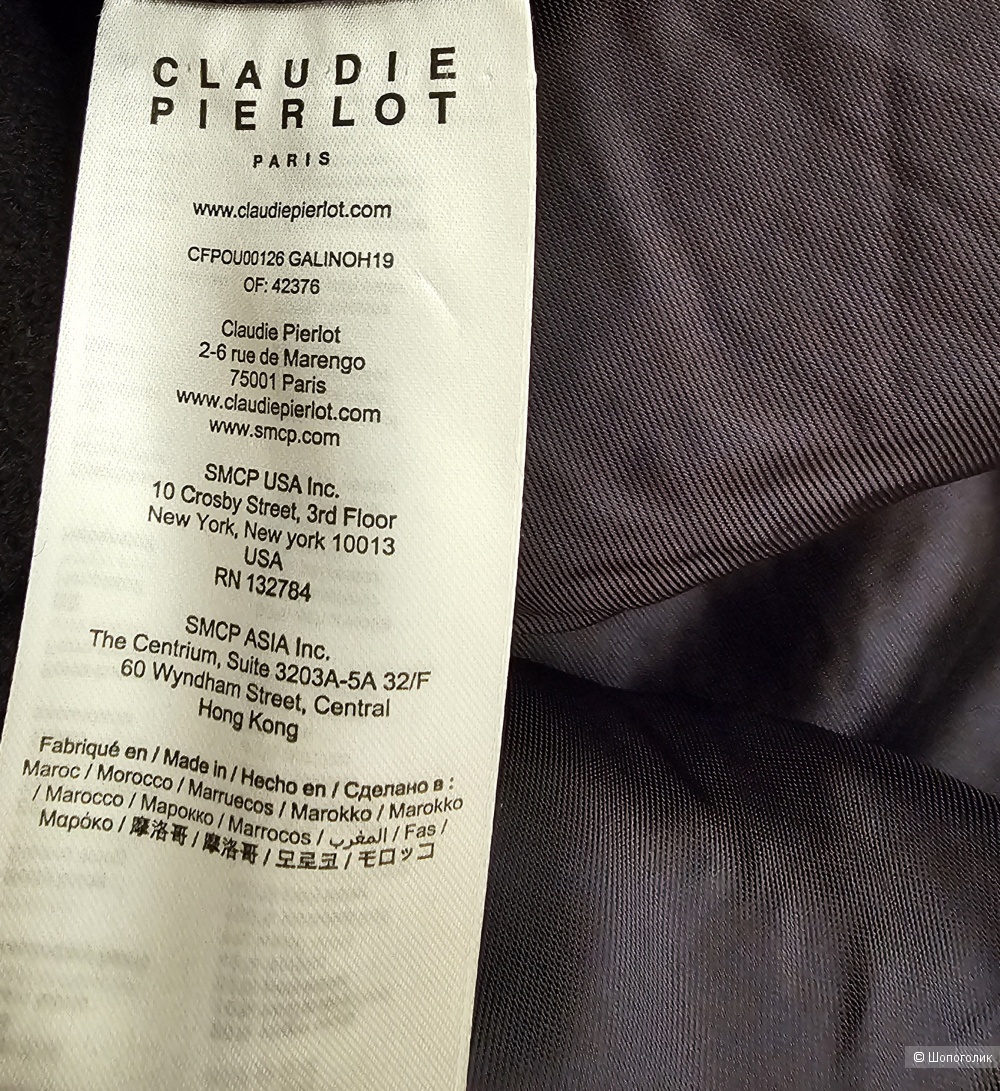 CLAUDIE
PIERLOT
PARIS
www.claudiepierlot.com
CFPOU00126 GALINOH19
OF: 42376
Claudie Pierlot
2-6 rue de Marengo
75001 Paris
www.claudiepierlot.com
www.smcp.com
SMCP USA Inc.
10 Crosby Street, 3rd Floor
New York, New york 10013
USA
RN 132784
SMCP ASIA Inc.
The Centrium, Suite 3203A-5A 32/F
60 Wyndham Street, Central
Hong Kong
Fabriqué en / Made in / Hecho en / Сделано в :
Maroc / Morocco / Marruecos / Marokko / Marokko
/ Marocco / Марокко / Marrocos / المغرب / Fas /
Μαρόκο / 摩洛哥 / 摩洛哥 / 모로코 / モロッコ
© Шопоголик